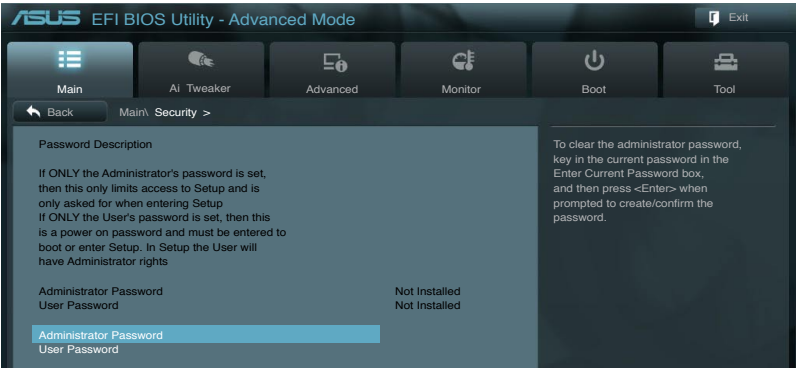 ASUS EFI BIOS Utility - Advanced Mode
Exit
Main
Ai Tweaker
Advanced
Monitor
Boot
Tool
Back
Main\ Security >
Password Description
If ONLY the Administrator's password is set,
then this only limits access to Setup and is
only asked for when entering Setup
If ONLY the User's password is set, then this
is a power on password and must be entered to
boot or enter Setup. In Setup the User will
have Administrator rights
Administrator Password Not Installed
User Password Not Installed
Administrator Password
User Password
To clear the administrator password,
key in the current password in the
Enter Current Password box,
and then press <Enter> when
prompted to create/confirm the
password.